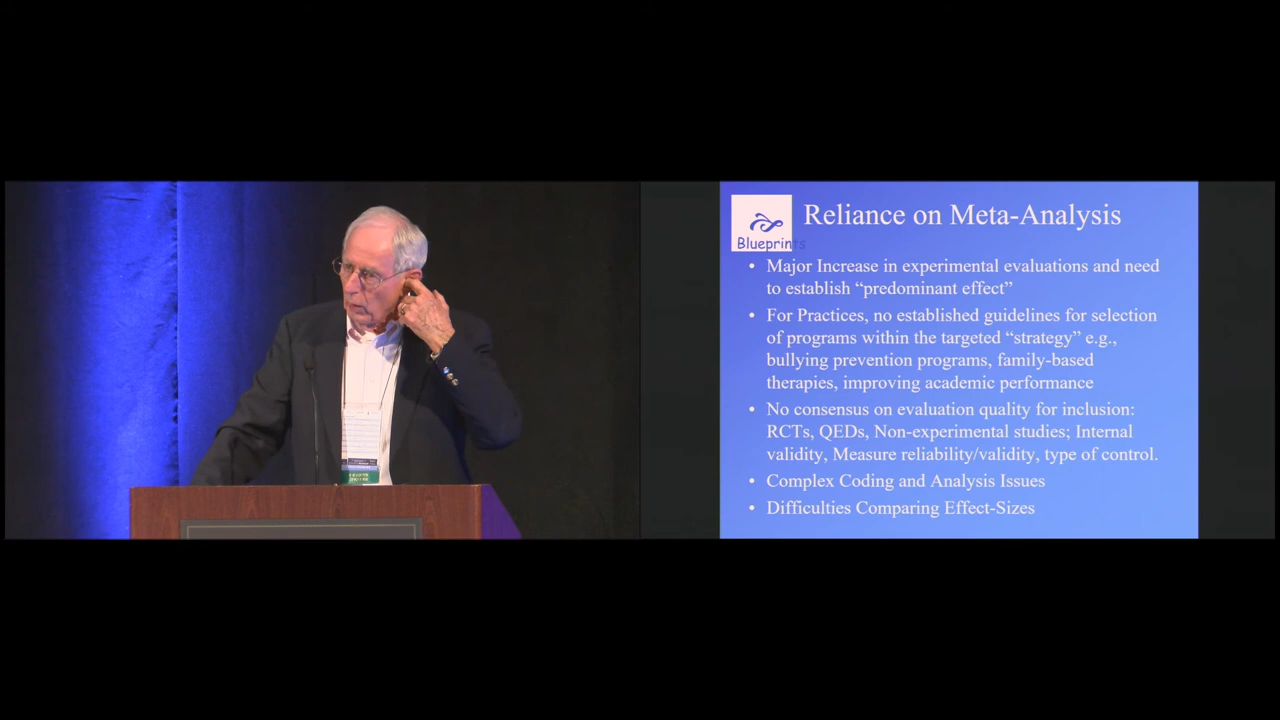 Reliance on Meta-Analysis
Blueprints
• Major Increase in experimental evaluations and need
to establish “predominant effect”
• For Practices, no established guidelines for selection
of programs within the targeted “strategy” e.g.,
bullying prevention programs, family-based
therapies, improving academic performance
• No consensus on evaluation quality for inclusion:
RCTs, QEDs, Non-experimental studies; Internal
validity, Measure reliability/validity, type of control.
• Complex Coding and Analysis Issues
• Difficulties Comparing Effect-Sizes